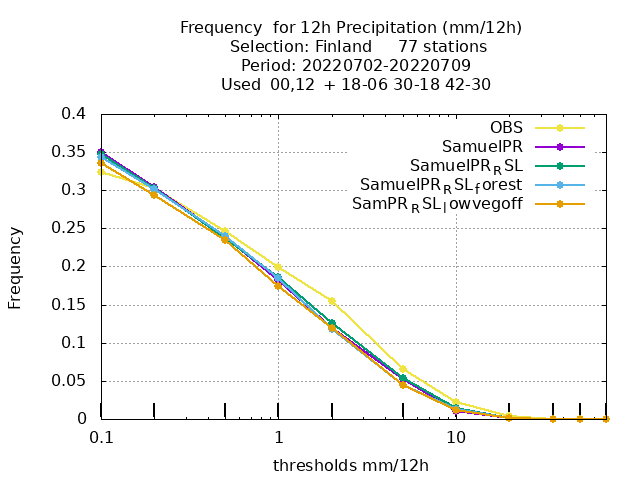 Frequency  for 12h Precipitation (mm/12h)
Selection: Finland     77 stations
Period: 20220702-20220709
Used  00,12  + 18-06 30-18 42-30
0.4
0.35
0.3
0.25
0.2
0.15
0.1
0.05
0
Frequency
OBS
SamuelPR
SamuelPR_RSL
SamuelPR_RSL_forest
SamPR_RSL_lowvegoff
0.1
1
10
thresholds mm/12h